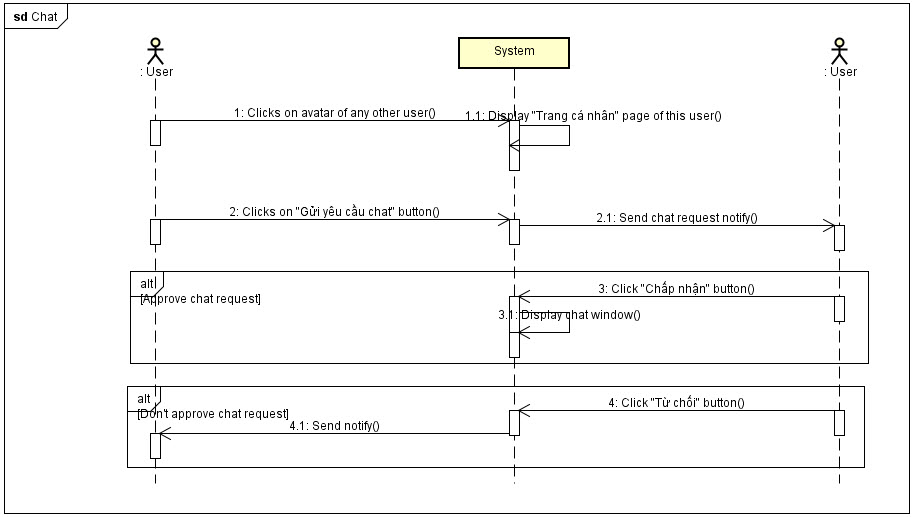 sd Chat
: User
System
: User
1: Clicks on avatar of any other user()
1.1: Display "Trang cá nhân" page of this user()
2: Clicks on "Gửi yêu cầu chat" button()
2.1: Send chat request notify()
alt
[Approve chat request]
3: Click "Chấp nhận" button()
3.1: Display chat window()
alt
[Don't approve chat request]
4: Click "Từ chối" button()
4.1: Send notify()